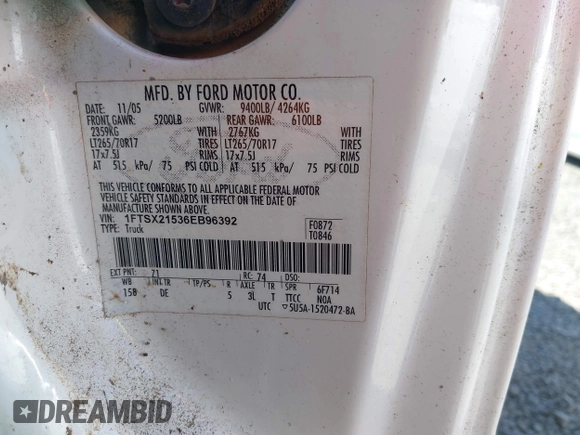 MFD. BY FORD MOTOR CO.
DATE: 11/05 GVWR: 9400LB/ 4264KG
FRONT GAWR: 5200LB REAR GAWR: 6100LB
2359KG WITH 2767KG WITH
LT265/70R17 TIRES LT265/70R17 TIRES
17x7.5J RIMS 17x7.5J RIMS
AT 515 kPa/ 75 PSI COLD AT 515 kPa/ 75 PSI COLD
THIS VEHICLE CONFORMS TO ALL APPLICABLE FEDERAL MOTOR
VEHICLE SAFETY STANDARDS IN EFFECT ON THE DATE OF
MANUFACTURE SHOWN ABOVE.
VIN: 1FTSX21536EB96392 F0872
TYPE: Truck T0846
EXT PNT: Z1 RC: 74 DSO:
WB INT TR TP/PS R AXLE TR SPR 6F714
158 DE 5 3L T TTCC N0A
UTC ▽5U5A-1520472-BA
DREAMBID